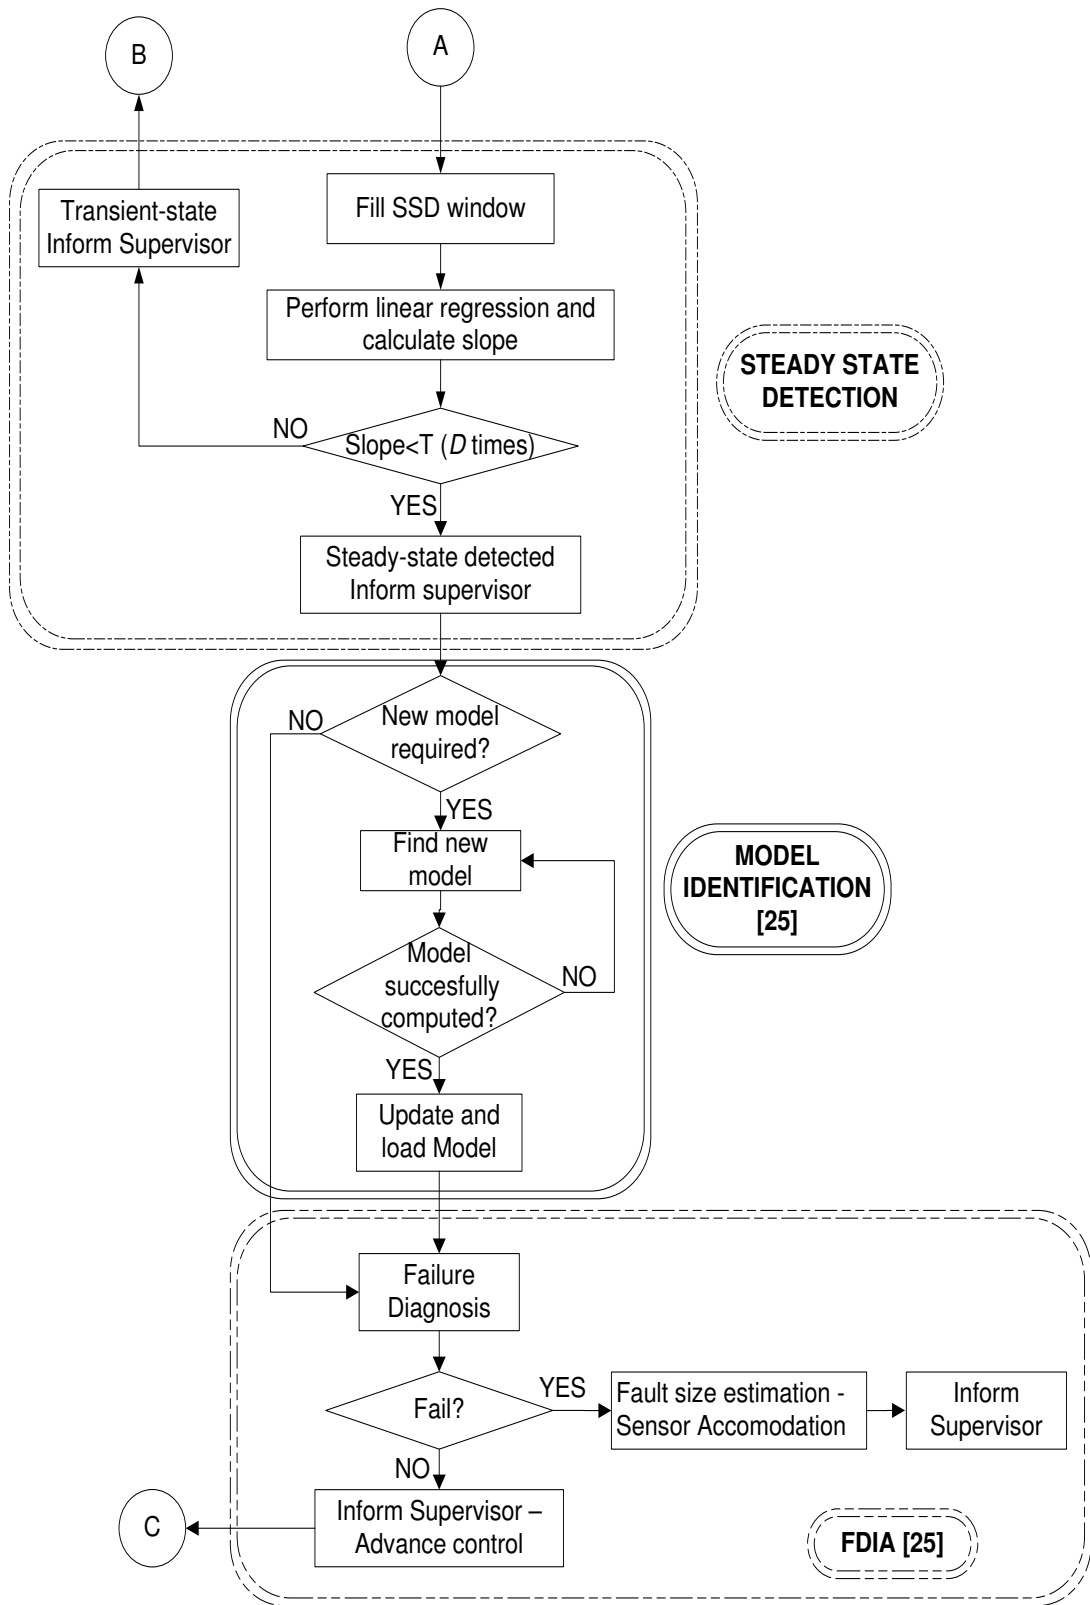 B
A
Transient-state
Inform Supervisor
Fill SSD window
Perform linear regression and
calculate slope
STEADY STATE
DETECTION
NO
Slope<T (D times)
YES
Steady-state detected
Inform supervisor
NO
New model
required?
YES
Find new
model
MODEL
IDENTIFICATION
[25]
Model
succesfully
computed?
NO
YES
Update and
load Model
Failure
Diagnosis
Fail?
YES
Fault size estimation -
Sensor Accomodation
Inform
Supervisor
NO
Inform Supervisor –
Advance control
C
FDIA [25]